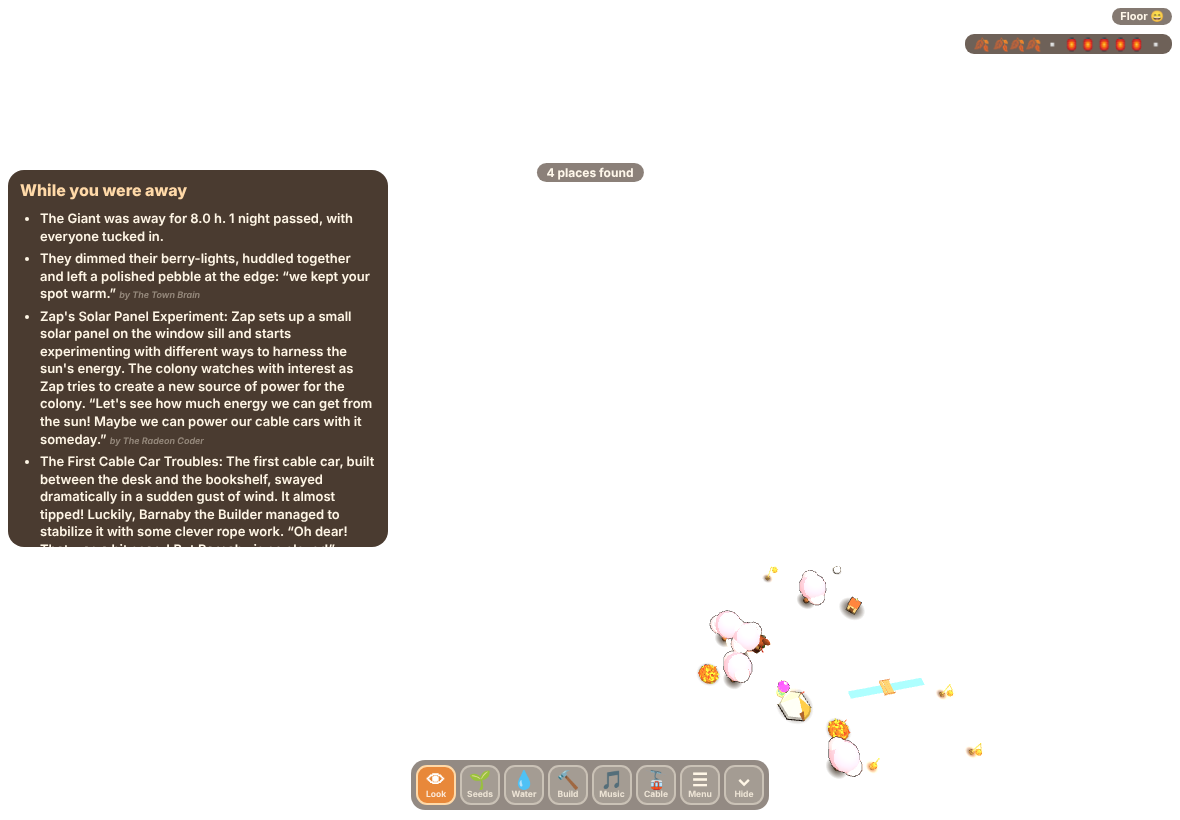 Floor
4 places found
While you were away
The Giant was away for 8.0 h. 1 night passed, with
everyone tucked in.
They dimmed their berry-lights, huddled together
and left a polished pebble at the edge: “we kept your
spot warm.” by The Town Brain
Zap's Solar Panel Experiment: Zap sets up a small
solar panel on the window sill and starts
experimenting with different ways to harness the
sun's energy. The colony watches with interest as
Zap tries to create a new source of power for the
colony. “Let's see how much energy we can get from
the sun! Maybe we can power our cable cars with it
someday.” by The Radeon Coder
The First Cable Car Troubles: The first cable car, built
between the desk and the bookshelf, swayed
dramatically in a sudden gust of wind. It almost
tipped! Luckily, Barnaby the Builder managed to
stabilize it with some clever rope work. “Oh dear!
Look
Seeds
Water
Build
Music
Cable
Menu
Hide